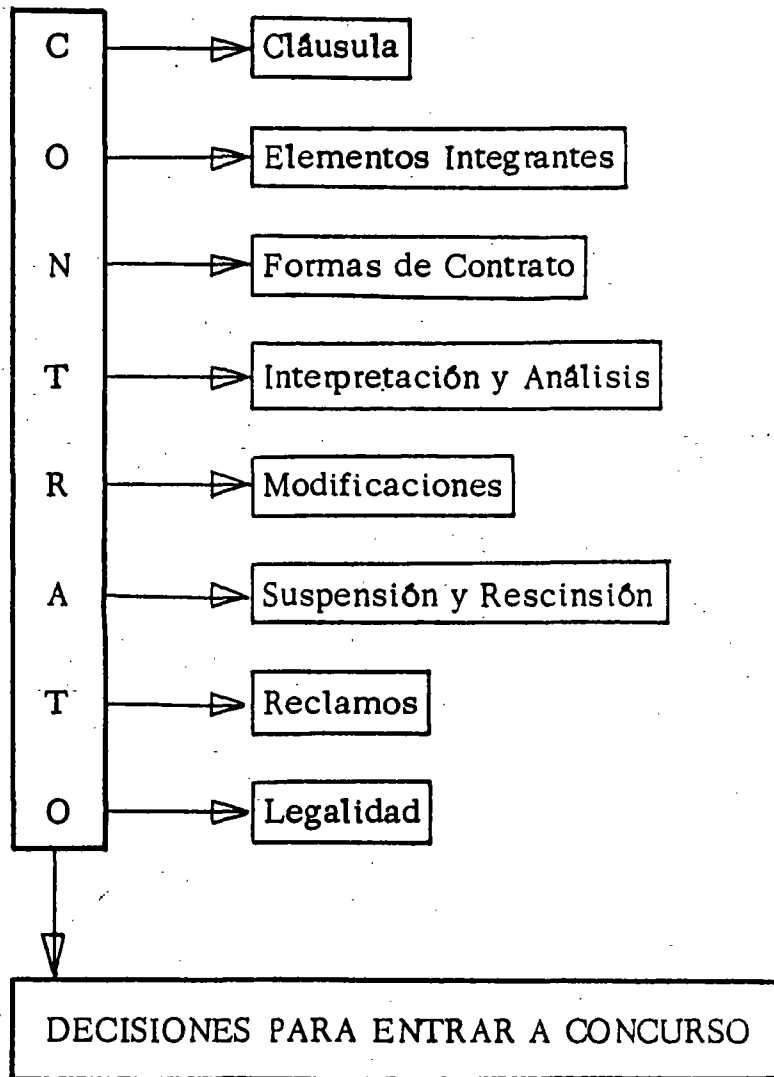 C Cláusula
O Elementos Integrantes
N Formas de Contrato
T Interpretación y Análisis
R Modificaciones
A Suspensión y Rescinsión
T Reclamos
O Legalidad
DECISIONES PARA ENTRAR A CONCURSO